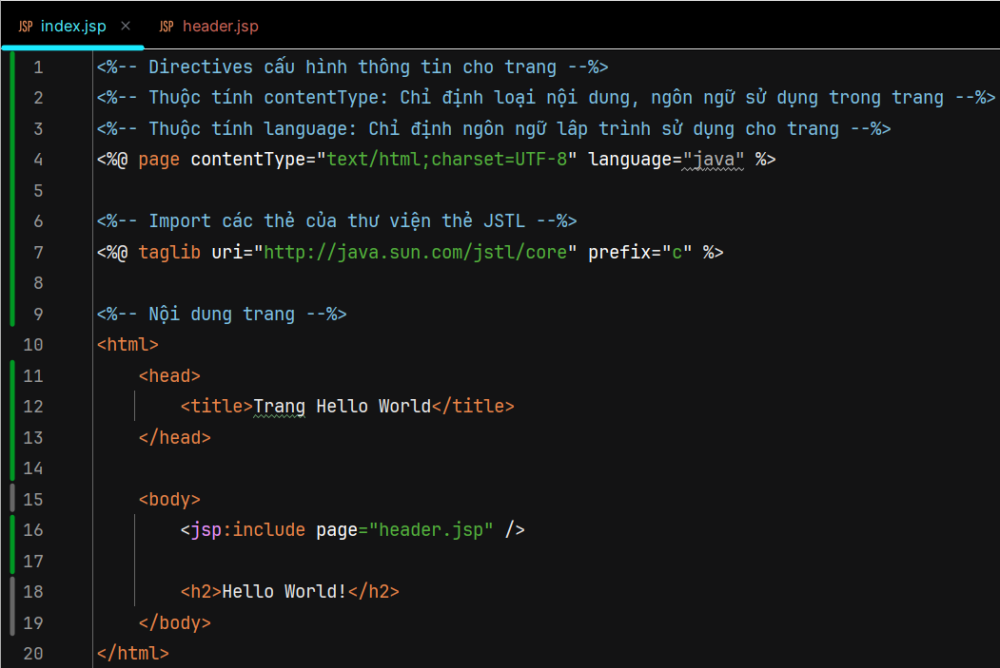 JSP index.jsp × JSP header.jsp
1 <%-- Directives cấu hình thông tin cho trang --%>
2 <%-- Thuộc tính contentType: Chỉ định loại nội dung, ngôn ngữ sử dụng trong trang --%>
3 <%-- Thuộc tính language: Chỉ định ngôn ngữ lâp trình sử dụng cho trang --%>
4 <%@ page contentType="text/html;charset=UTF-8" language="java" %>
5
6 <%-- Import các thẻ của thư viện thẻ JSTL --%>
7 <%@ taglib uri="http://java.sun.com/jstl/core" prefix="c" %>
8
9 <%-- Nội dung trang --%>
10 <html>
11     <head>
12         <title>Trang Hello World</title>
13     </head>
14
15     <body>
16         <jsp:include page="header.jsp" />
17
18         <h2>Hello World!</h2>
19     </body>
20 </html>